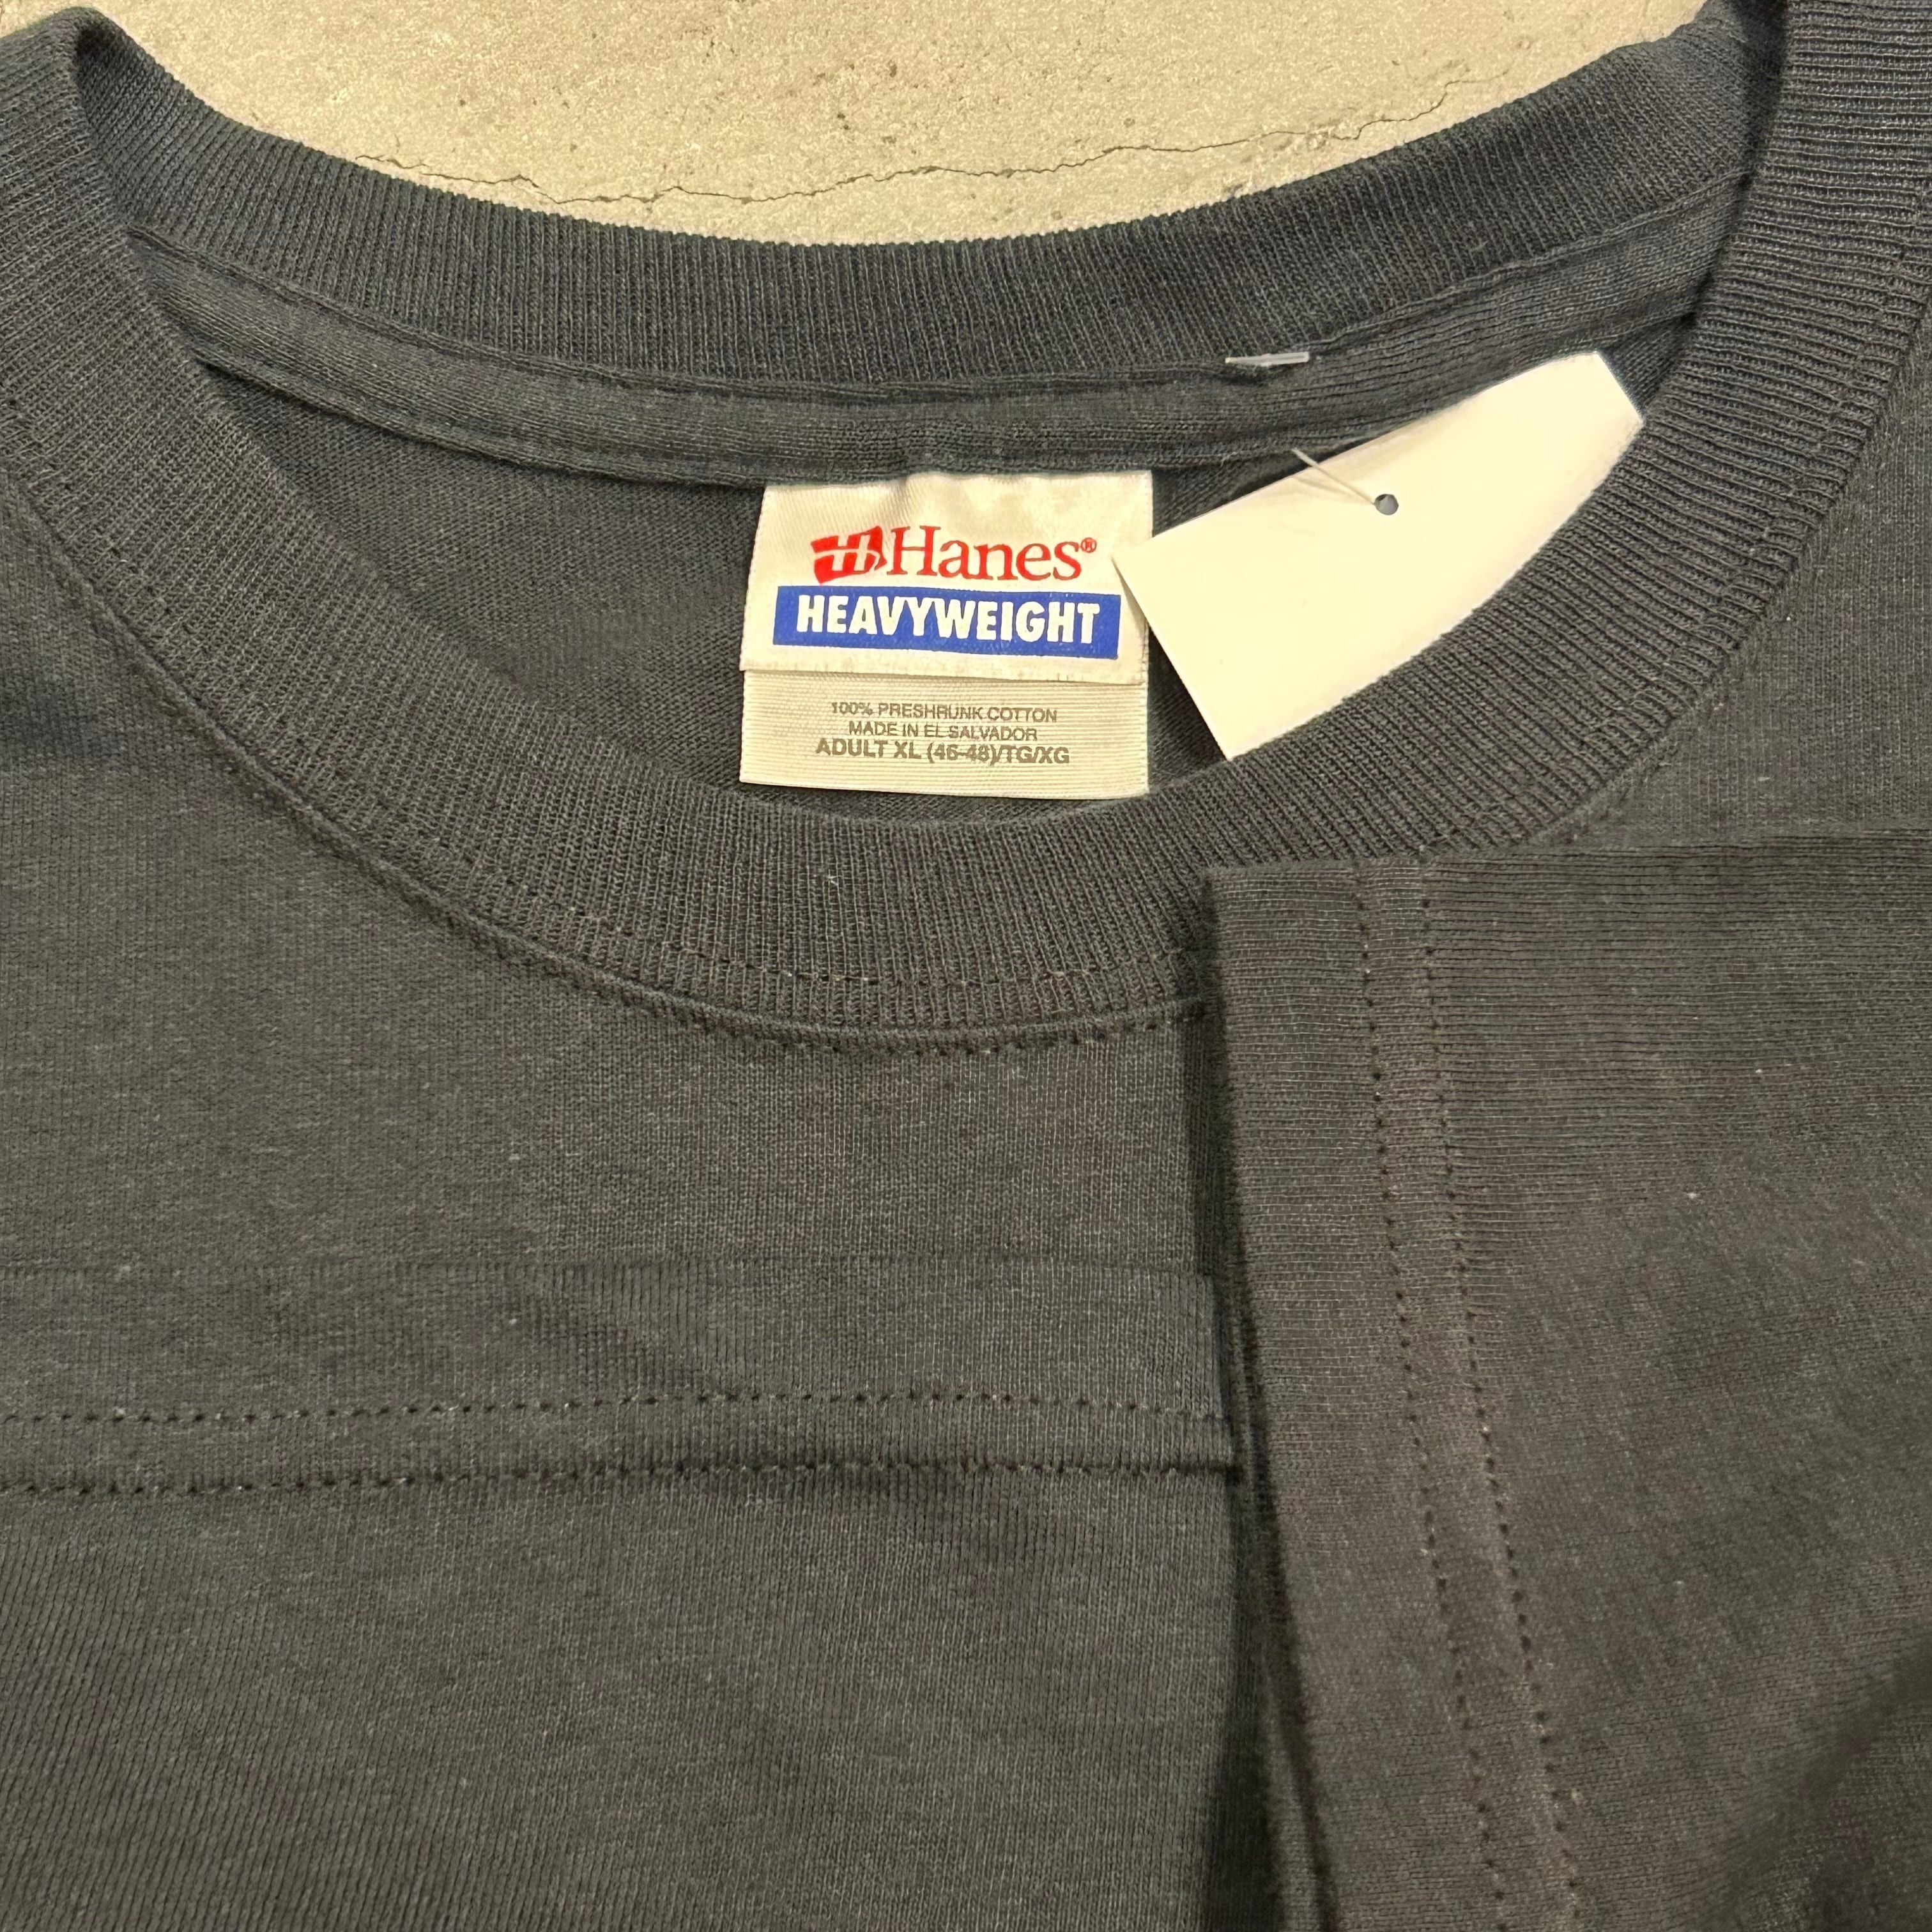 Hanes®
HEAVYWEIGHT
100% PRESHRUNK COTTON
MADE IN EL SALVADOR
ADULT XL (46-48)/TG/XG